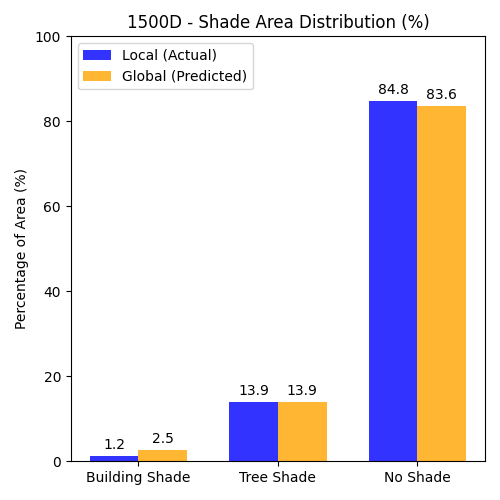 1500D - Shade Area Distribution (%)
Local (Actual)
Global (Predicted)
Percentage of Area (%)
100
80
60
40
20
0
1.2
2.5
13.9
13.9
84.8
83.6
Building Shade
Tree Shade
No Shade